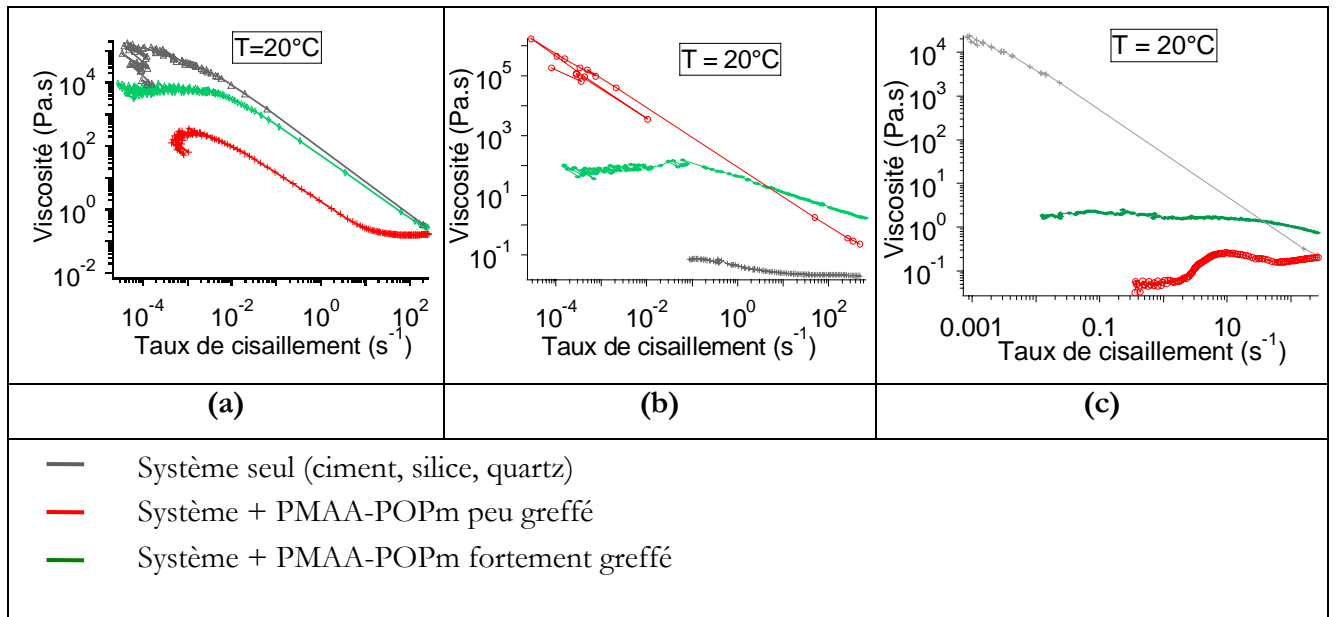 T=20°C
Viscosité (Pa.s)
10^4
10^2
10^0
10^-2
10^-4 10^-2 10^0 10^2
Taux de cisaillement (s^-1)
T = 20°C
Viscosité (Pa.s)
10^5
10^3
10^1
10^-1
10^-4 10^-2 10^0 10^2
Taux de cisaillement (s^-1)
T = 20°C
Viscosité (Pa.s)
10^4
10^3
10^2
10^1
10^0
10^-1
0.001 0.1 10
Taux de cisaillement (s^-1)
(a) (b) (c)
Système seul (ciment, silice, quartz)
Système + PMAA-POPm peu greffé
Système + PMAA-POPm fortement greffé